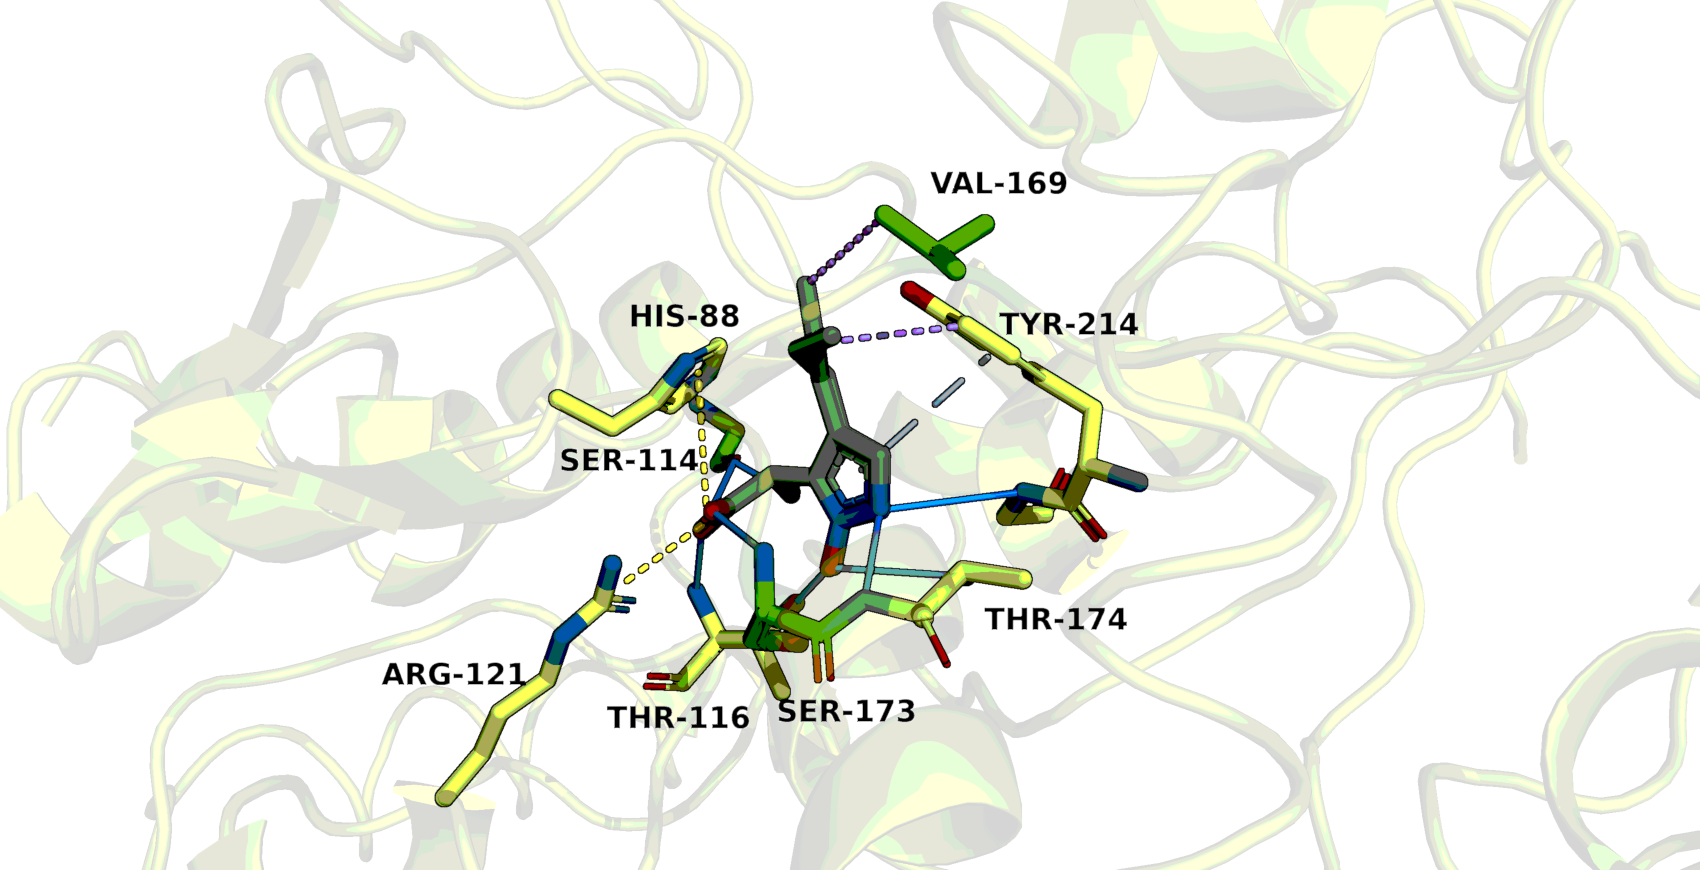 VAL-169
HIS-88
TYR-214
SER-114
THR-174
ARG-121
THR-116
SER-173